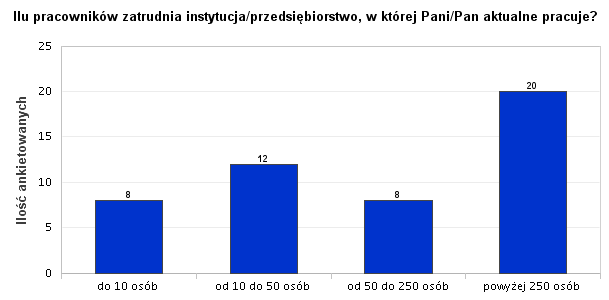 Ilu pracowników zatrudnia instytucja/przedsiębiorstwo, w której Pani/Pan aktualne pracuje?
Ilość ankietowanych
25
20
15
10
5
0
8
12
8
20
do 10 osób
od 10 do 50 osób
od 50 do 250 osób
powyżej 250 osób